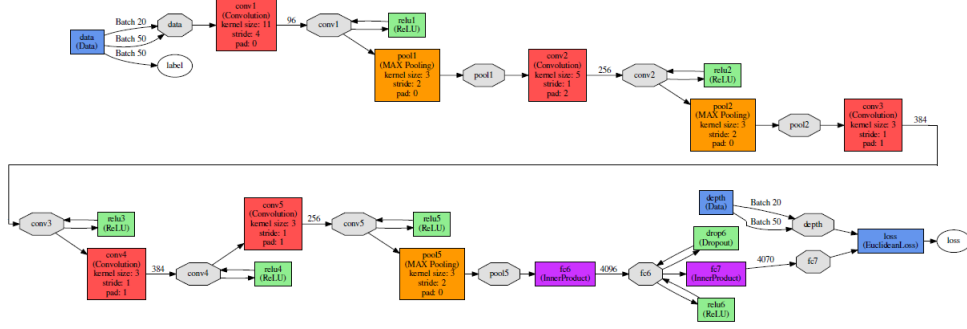 data
(Data)
Batch 20
Batch 50
Batch 50
data
label
conv1
(Convolution)
kernel size: 11
stride: 4
pad: 0
96
conv1
relu1
(ReLU)
pool1
(MAX Pooling)
kernel size: 3
stride: 2
pad: 0
pool1
conv2
(Convolution)
kernel size: 5
stride: 1
pad: 2
256
conv2
relu2
(ReLU)
pool2
(MAX Pooling)
kernel size: 3
stride: 2
pad: 0
pool2
conv3
(Convolution)
kernel size: 3
stride: 1
pad: 1
384
conv3
relu3
(ReLU)
conv4
(Convolution)
kernel size: 3
stride: 1
pad: 1
384
conv4
relu4
(ReLU)
conv5
(Convolution)
kernel size: 3
stride: 1
pad: 1
256
conv5
relu5
(ReLU)
pool5
(MAX Pooling)
kernel size: 3
stride: 2
pad: 0
pool5
fc6
(InnerProduct)
4096
fc6
drop6
(Dropout)
relu6
(ReLU)
fc7
(InnerProduct)
4070
fc7
depth
(Data)
Batch 20
Batch 50
depth
loss
(EuclideanLoss)
loss